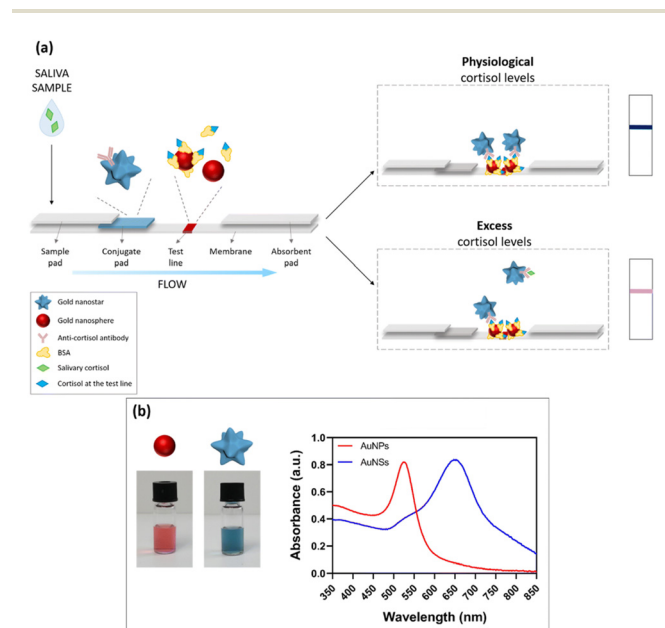 (a)
SALIVA
SAMPLE
Sample
pad
Conjugate
pad
Test
line
Membrane
Absorbent
pad
FLOW
Gold nanostar
Gold nanosphere
Anti-cortisol antibody
BSA
Salivary cortisol
Cortisol at the test line
Physiological
cortisol levels
Excess
cortisol levels
(b)
AuNPs
AuNSs
Absorbance (a.u.)
1.0
0.8
0.6
0.4
0.2
0.0
350 400 450 500 550 600 650 700 750 800 850
Wavelength (nm)